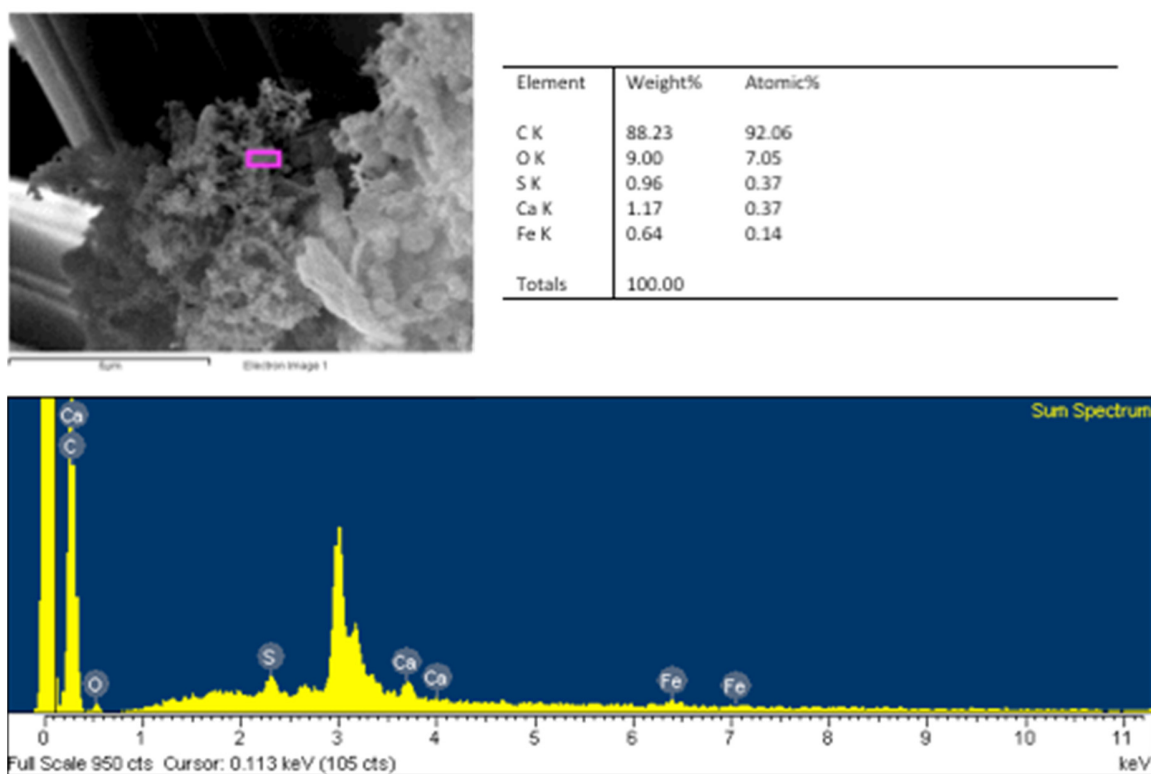 Element Weight% Atomic%
C K 88.23 92.06
O K 9.00 7.05
S K 0.96 0.37
Ca K 1.17 0.37
Fe K 0.64 0.14
Totals 100.00
6µm Electron Image 1
Sum Spectrum
Ca
C
O
S
Ca
Ca
Fe
Fe
0 1 2 3 4 5 6 7 8 9 10 11
Full Scale 950 cts Cursor: 0.113 keV (105 cts) keV